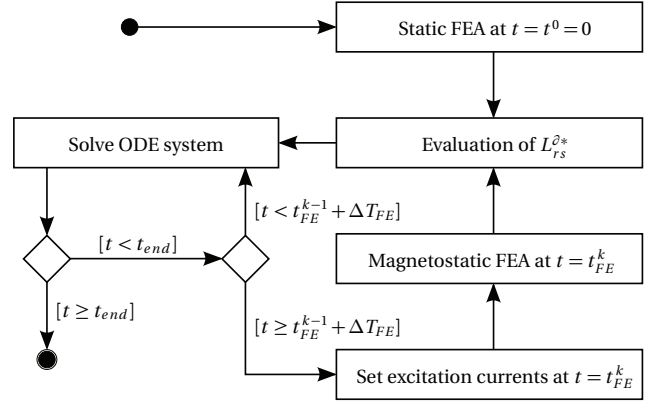 Static FEA at t = t⁰ = 0
Solve ODE system
Evaluation of L_{rs}^{∂*}
[t < t_{FE}^{k-1} + ΔT_{FE}]
[t < t_{end}]
Magnetostatic FEA at t = t_{FE}^{k}
[t ≥ t_{end}]
[t ≥ t_{FE}^{k-1} + ΔT_{FE}]
Set excitation currents at t = t_{FE}^{k}